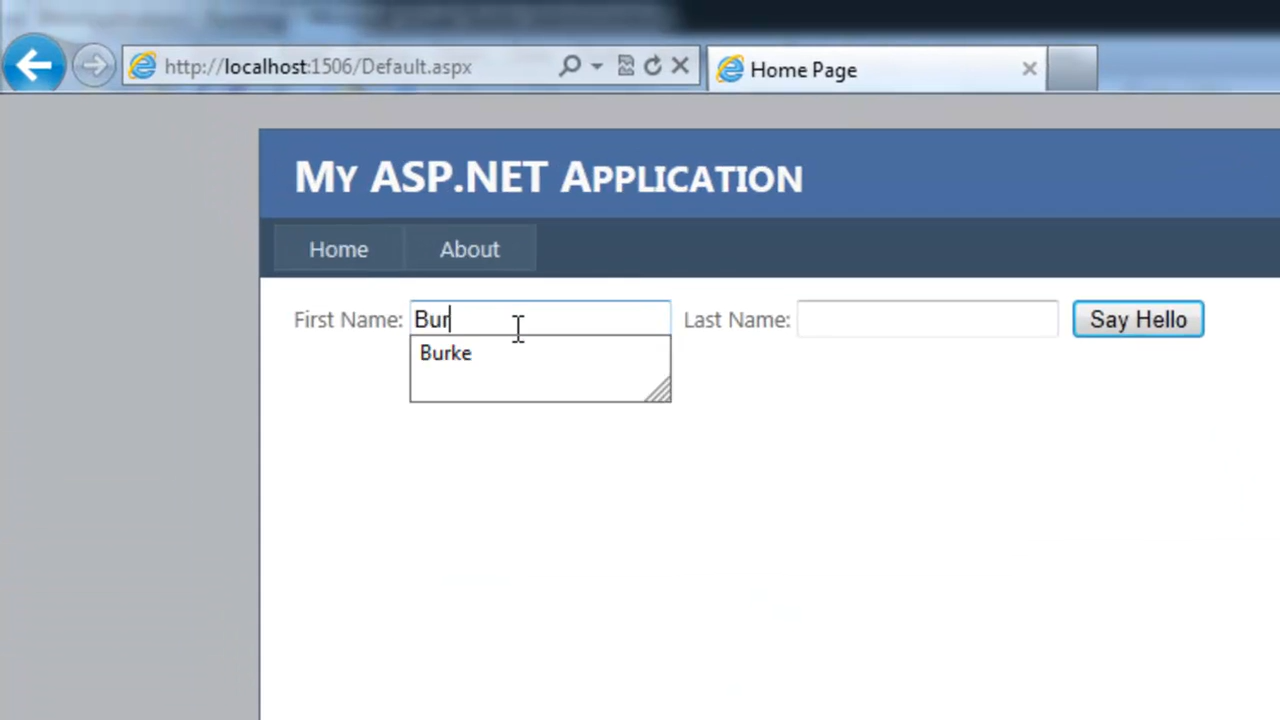 http://localhost:1506/Default.aspx
Home Page
My ASP.NET Application
Home About
First Name: Bur Last Name: Say Hello
Burke